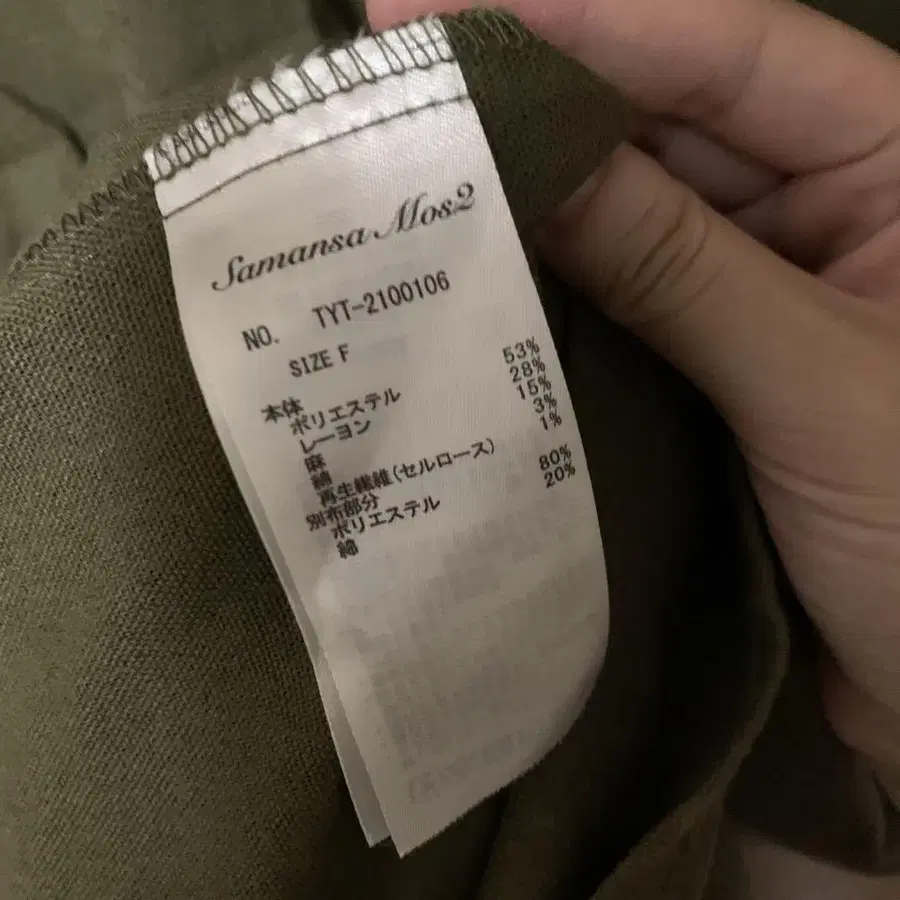 Samansa Mos2
NO. TYT-2100106
SIZE F
本体
ポリエステル 53%
レーヨン 28%
麻 15%
綿 3%
再生繊維(セルロース) 1%
別布部分
ポリエステル 80%
綿 20%